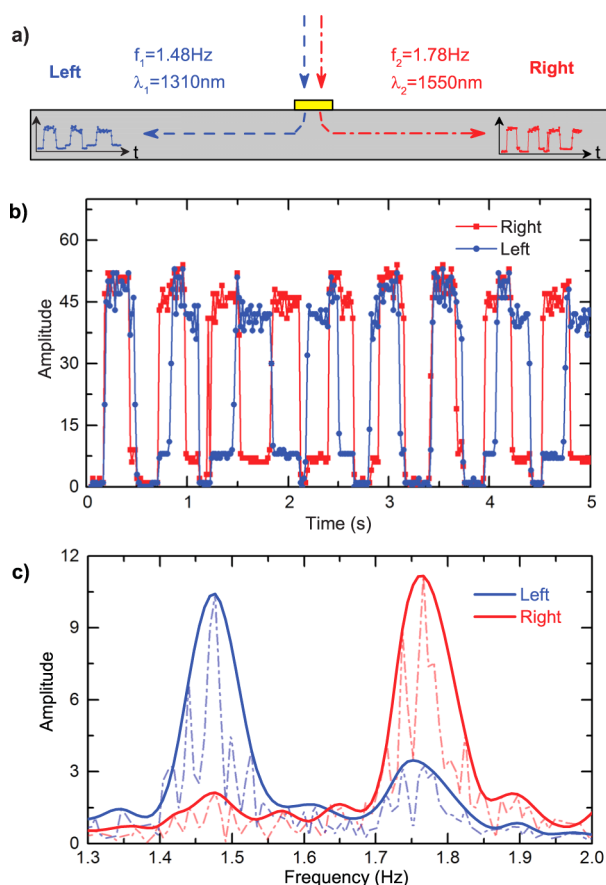 a)
f₁=1.48Hz
f₂=1.78Hz
Left
Right
λ₁=1310nm
λ₂=1550nm
t
t
b)
Right
Left
60
45
30
15
0
Amplitude
0
1
2
3
4
5
Time (s)
c)
Left
Right
12
9
6
3
0
Amplitude
1.3
1.4
1.5
1.6
1.7
1.8
1.9
2.0
Frequency (Hz)